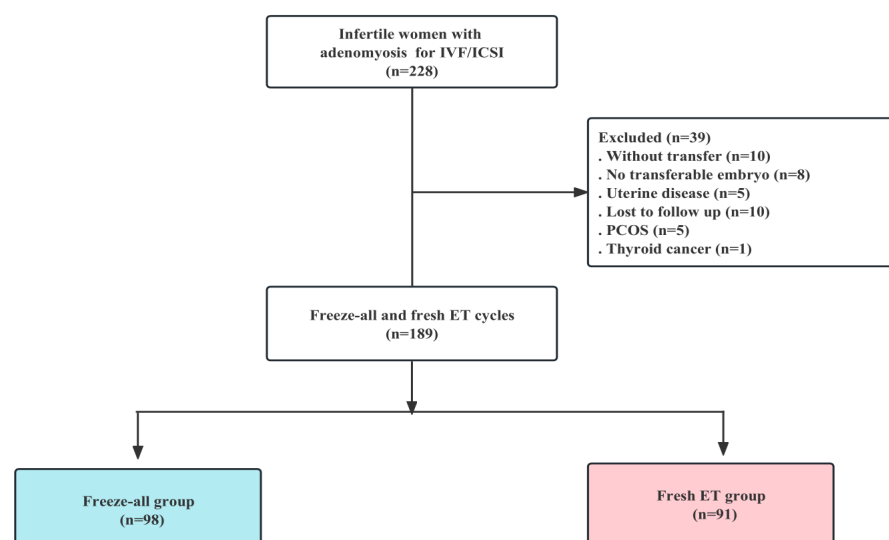 Infertile women with
adenomyosis for IVF/ICSI
(n=228)
Excluded (n=39)
. Without transfer (n=10)
. No transferable embryo (n=8)
. Uterine disease (n=5)
. Lost to follow up (n=10)
. PCOS (n=5)
. Thyroid cancer (n=1)
Freeze-all and fresh ET cycles
(n=189)
Freeze-all group
(n=98)
Fresh ET group
(n=91)